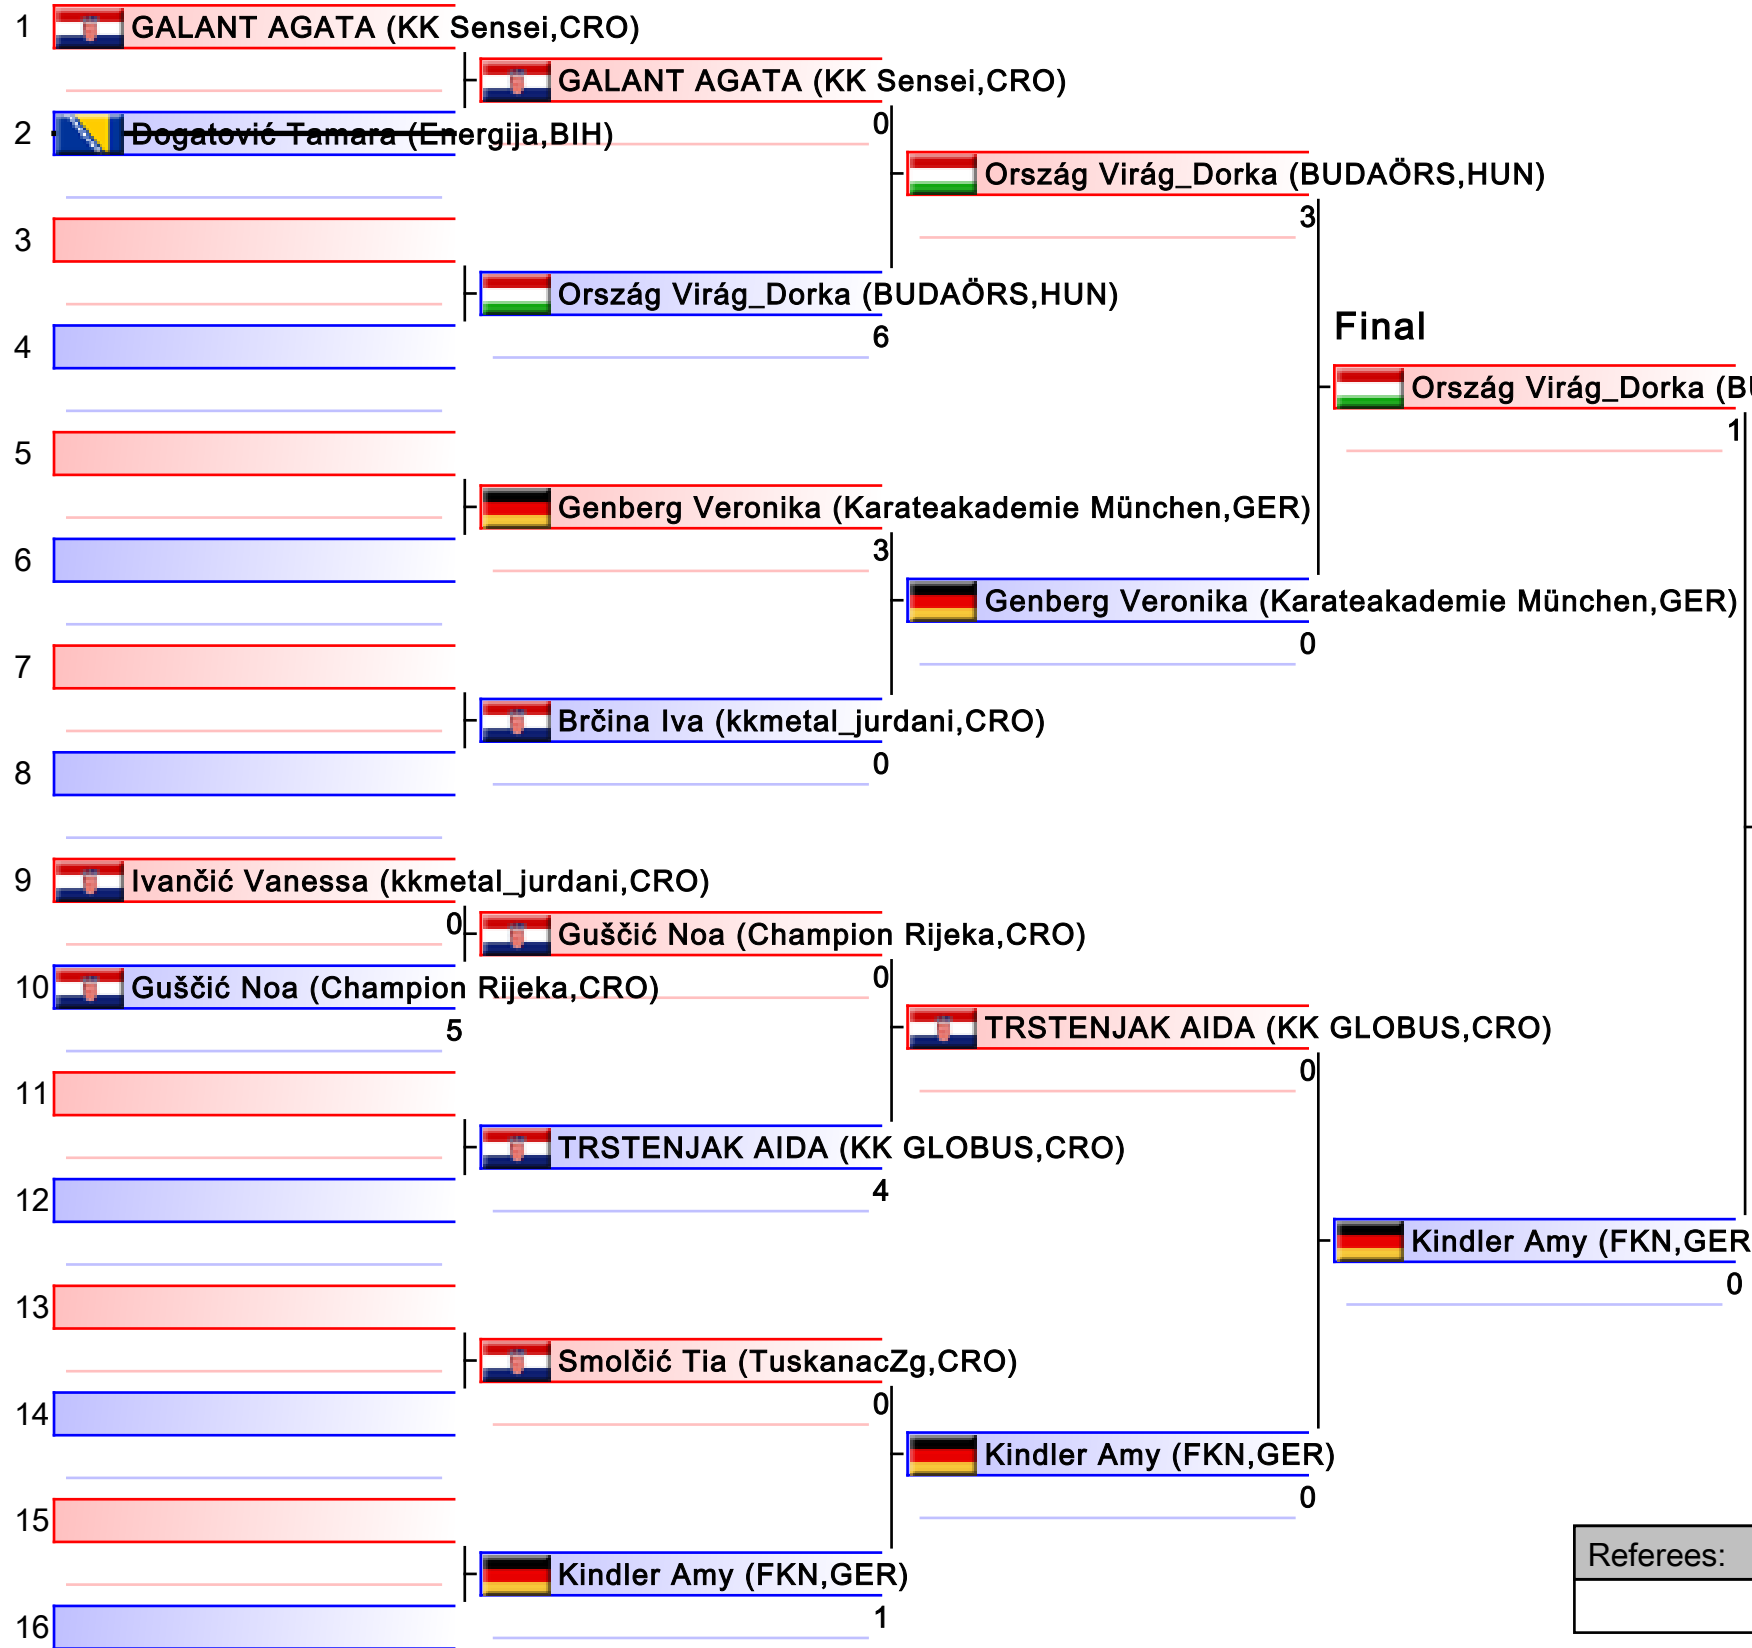 1 GALANT AGATA (KK Sensei,CRO)
GALANT AGATA (KK Sensei,CRO)
0
2 Dogatović Tamara (Energija,BIH)
Ország Virág_Dorka (BUDAÖRS,HUN)
3
3
Ország Virág_Dorka (BUDAÖRS,HUN)
6
4
Final
Ország Virág_Dorka (BU
1
5
Genberg Veronika (Karateakademie München,GER)
3
6
Genberg Veronika (Karateakademie München,GER)
0
7
Brčina Iva (kkmetal_jurdani,CRO)
0
8
9 Ivančić Vanessa (kkmetal_jurdani,CRO)
0
Guščić Noa (Champion Rijeka,CRO)
0
10 Guščić Noa (Champion Rijeka,CRO)
5
TRSTENJAK AIDA (KK GLOBUS,CRO)
0
11
TRSTENJAK AIDA (KK GLOBUS,CRO)
4
12
Kindler Amy (FKN,GER
0
13
Smolčić Tia (TuskanacZg,CRO)
0
14
Kindler Amy (FKN,GER)
0
15
Kindler Amy (FKN,GER)
1
16
Referees: